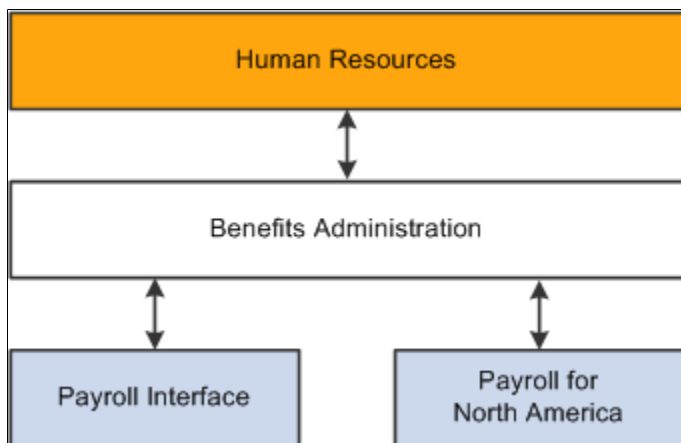 Human Resources
Benefits Administration
Payroll Interface
Payroll for
North America